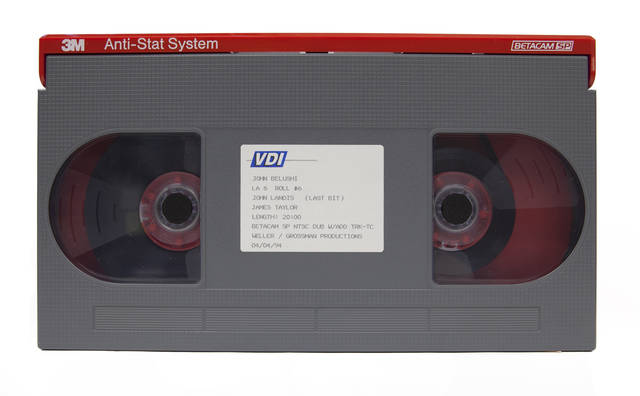 3M Anti-Stat System BETACAM SP
VDI
JOHN BELUSHI
LA 6 ROLL #6
JOHN LANDIS (LAST BIT)
JAMES TAYLOR
LENGTH: 20:00
BETACAM SP NTSC DUB W/ADD TRK-TC
WELLER / GROSSMAN PRODUCTIONS
04/04/94